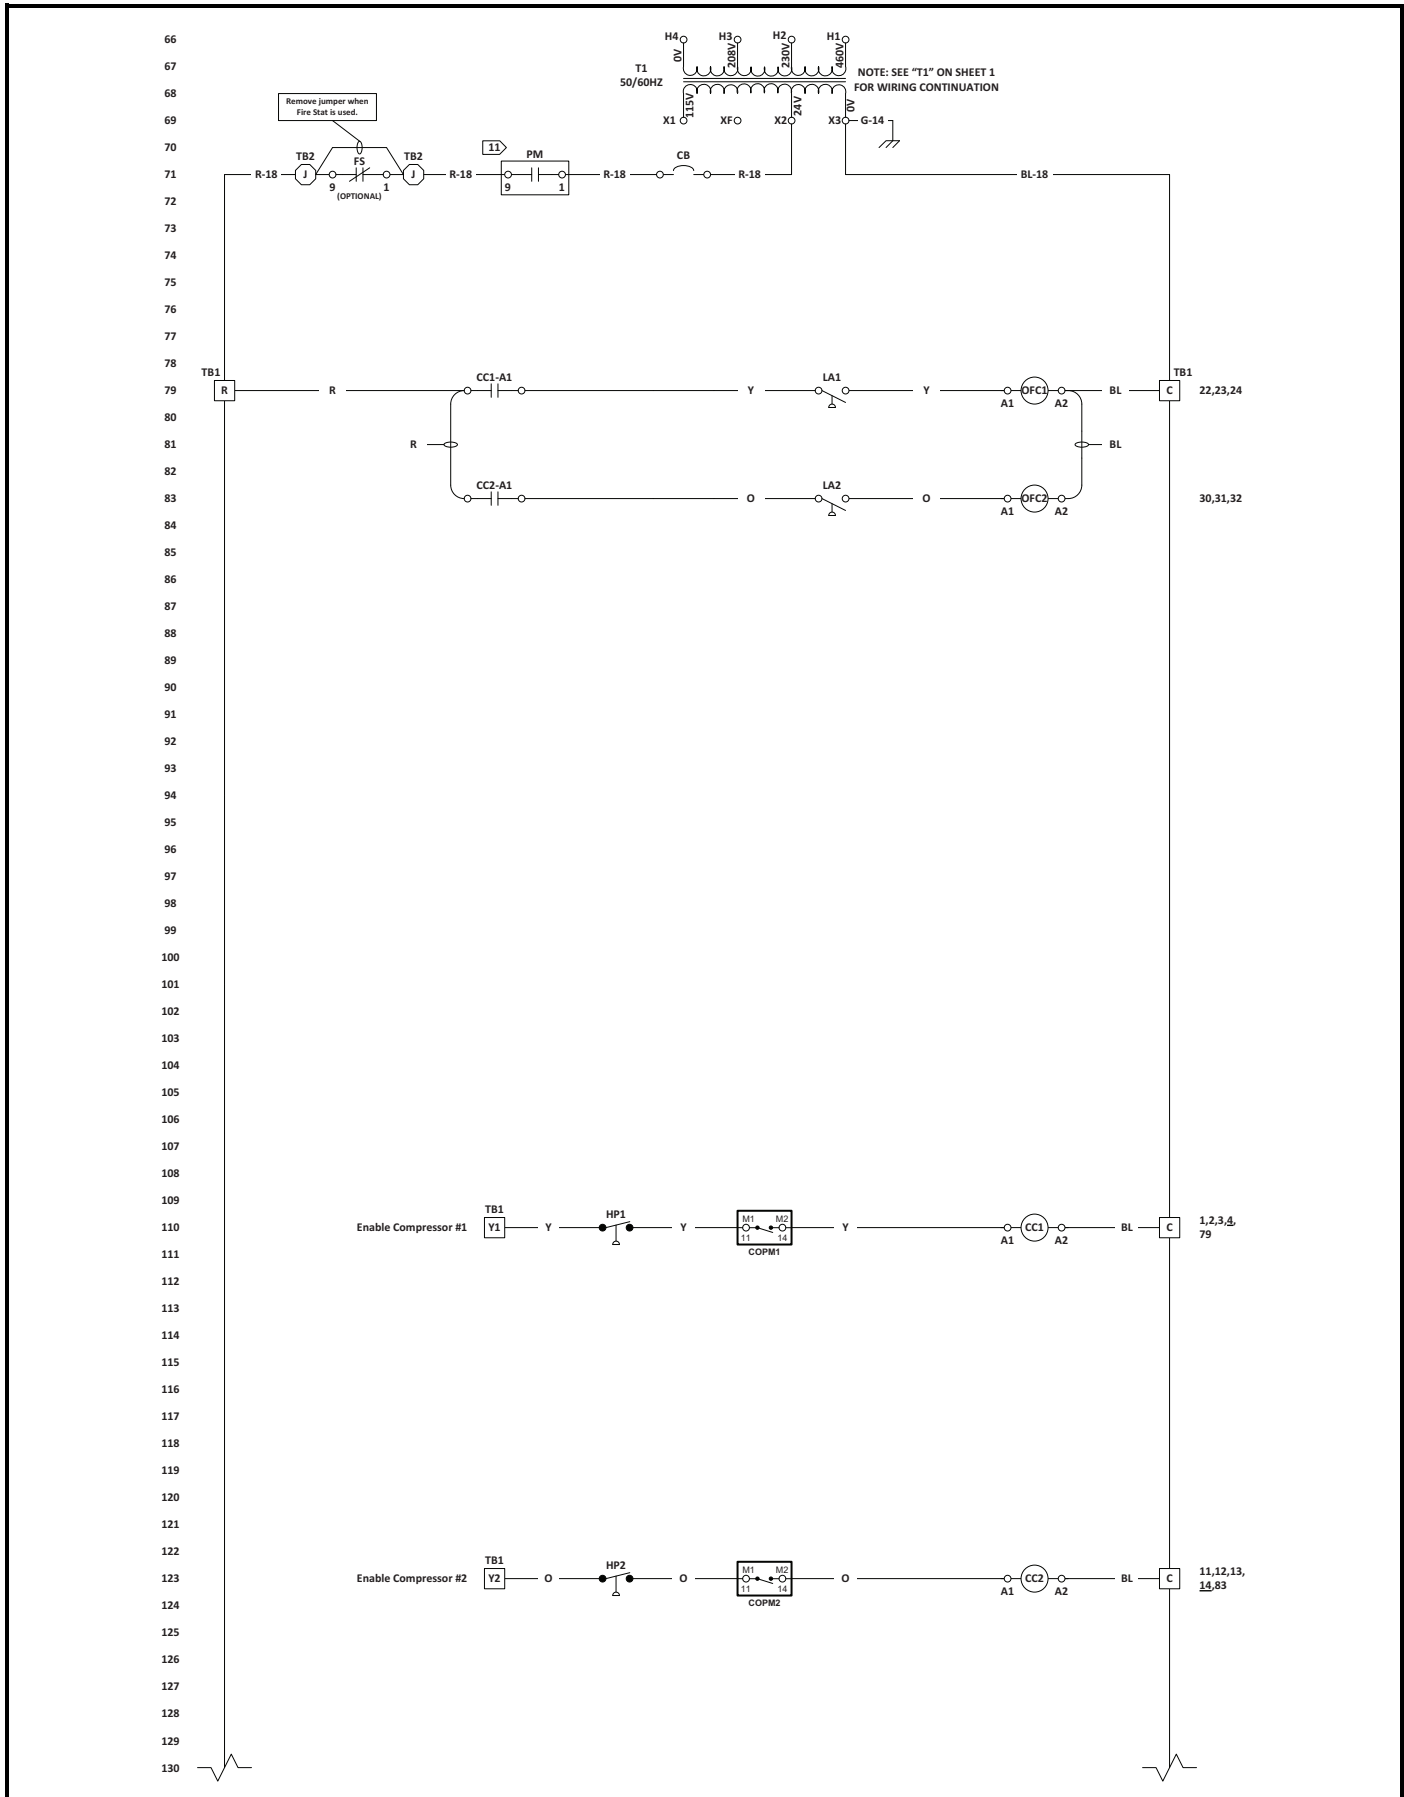 66 H4 H3 H2 H1
0V 208V 230V 460V
67 T1 NOTE: SEE “T1” ON SHEET 1
50/60HZ FOR WIRING CONTINUATION
68 115V 24V 0V
Remove jumper when
Fire Stat is used.
69 X1 XF X2 X3 G-14
70 11
TB2 FS TB2 PM CB
71 R-18 J J R-18 R-18 R-18 BL-18
9 1 9 1
(OPTIONAL)
72
73
74
75
76
77
78
TB1 CC1-A1 LA1 TB1
79 R R Y Y OFC1 BL C 22,23,24
A1 A2
80
81 R BL
82
CC2-A1 LA2
83 O O OFC2 30,31,32
A1 A2
84
85
86
87
88
89
90
91
92
93
94
95
96
97
98
99
100
101
102
103
104
105
106
107
108
109
TB1 HP1 M1 M2 1,2,3,4,
110 Enable Compressor #1 Y1 Y Y Y CC1 BL C
79
11 14 A1 A2
111 COPM1
112
113
114
115
116
117
118
119
120
121
122
TB1 HP2 M1 M2 11,12,13,
123 Enable Compressor #2 Y2 O O O CC2 BL C
14,83
11 14 A1 A2
124 COPM2
125
126
127
128
129
130